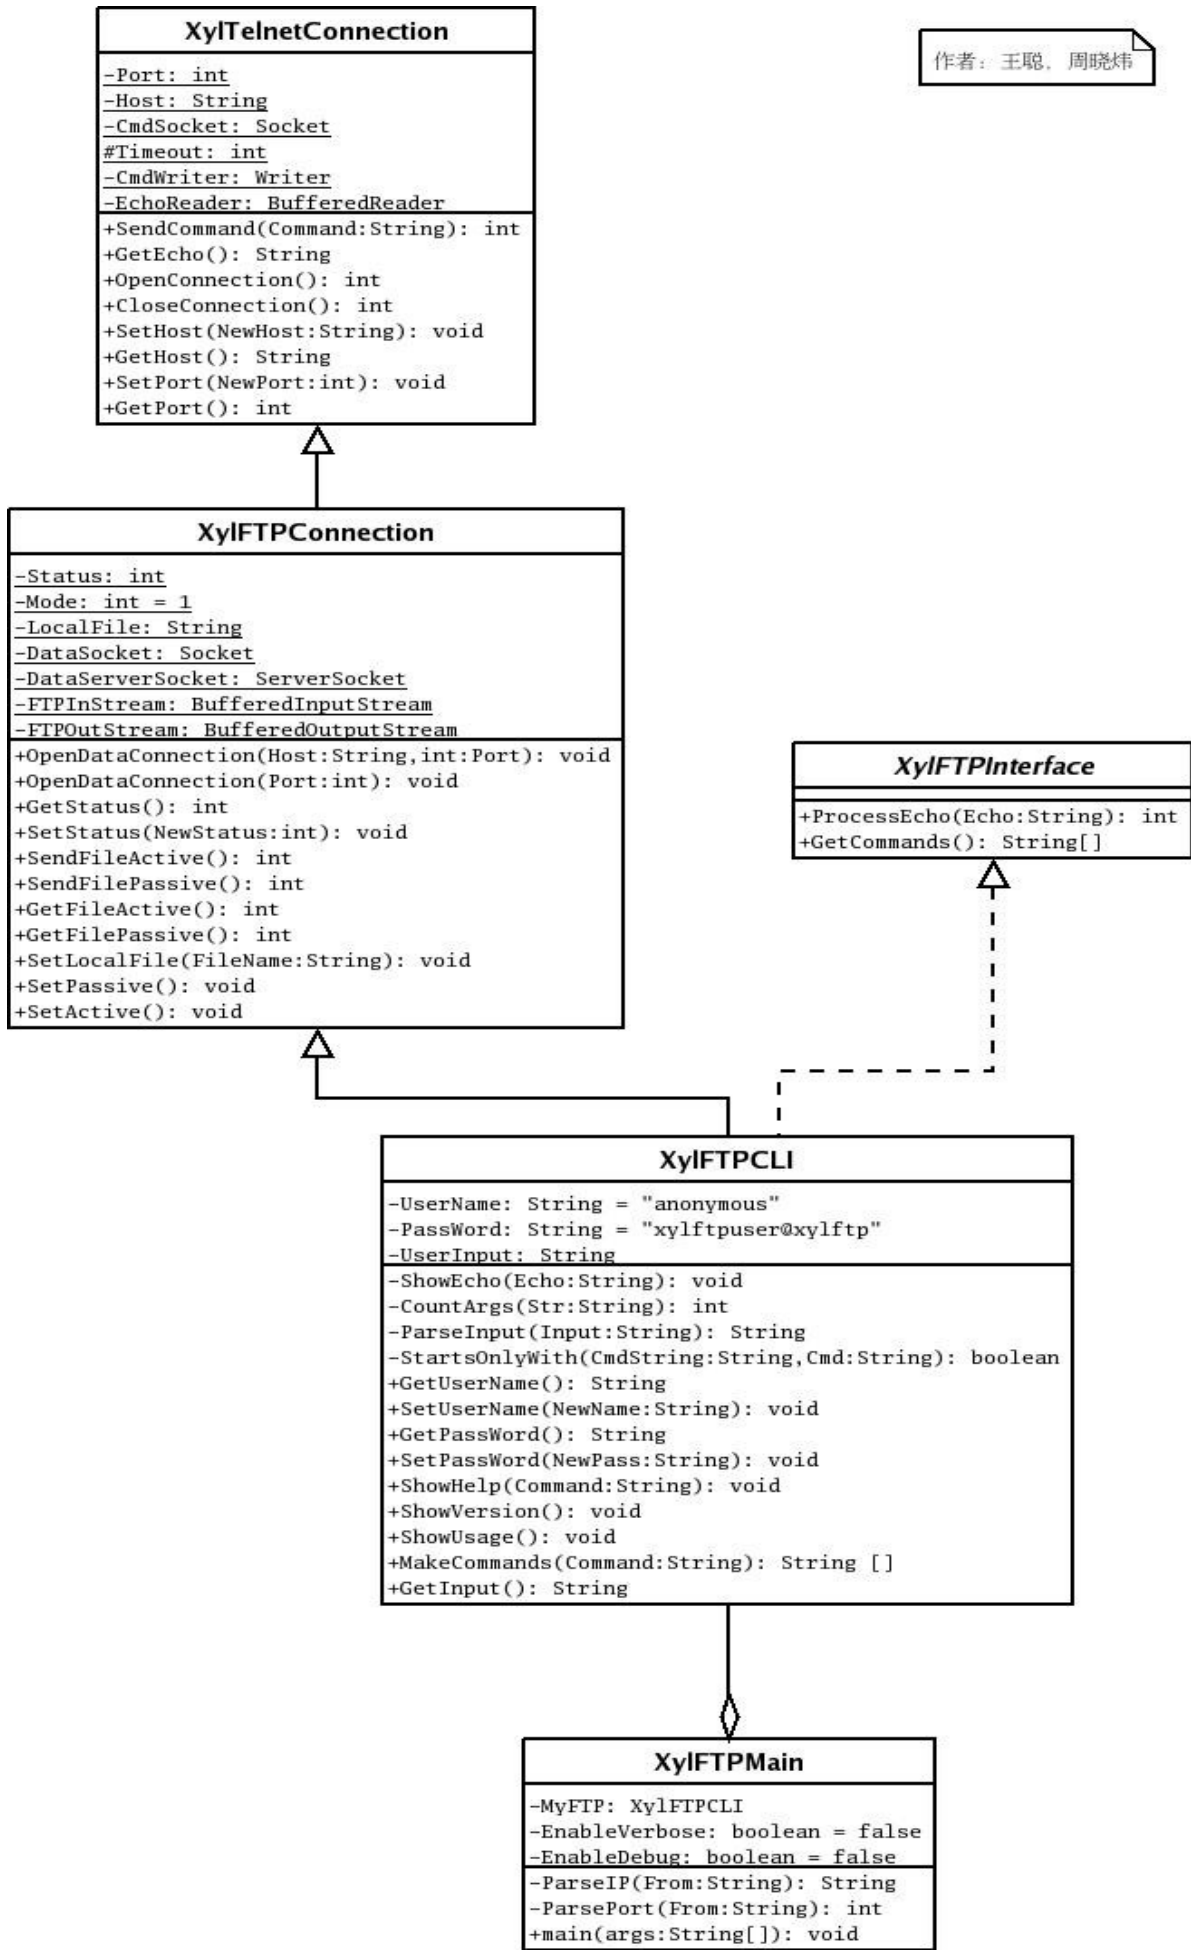 XylTelnetConnection
-Port: int
-Host: String
-CmdSocket: Socket
#Timeout: int
-CmdWriter: Writer
-EchoReader: BufferedReader
+SendCommand(Command:String): int
+GetEcho(): String
+OpenConnection(): int
+CloseConnection(): int
+SetHost(NewHost:String): void
+GetHost(): String
+SetPort(NewPort:int): void
+GetPort(): int
作者：王聪，周晓炜
XylFTPConnection
-Status: int
-Mode: int = 1
-LocalFile: String
-DataSocket: Socket
-DataServerSocket: ServerSocket
-FTPInStream: BufferedInputStream
-FTPOutStream: BufferedOutputStream
+OpenDataConnection(Host:String,int:Port): void
+OpenDataConnection(Port:int): void
+GetStatus(): int
+SetStatus(NewStatus:int): void
+SendFileActive(): int
+SendFilePassive(): int
+GetFileActive(): int
+GetFilePassive(): int
+SetLocalFile(FileName:String): void
+SetPassive(): void
+SetActive(): void
XylFTPInterface
+ProcessEcho(Echo:String): int
+GetCommands(): String[]
XylFTPCLI
-UserName: String = "anonymous"
-PassWord: String = "xylftpuser@xylftp"
-UserInput: String
-ShowEcho(Echo:String): void
-CountArgs(Str:String): int
-ParseInput(Input:String): String
-StartsOnlyWith(CmdString:String,Cmd:String): boolean
+GetUserName(): String
+SetUserName(NewName:String): void
+GetPassWord(): String
+SetPassWord(NewPass:String): void
+ShowHelp(Command:String): void
+ShowVersion(): void
+ShowUsage(): void
+MakeCommands(Command:String): String []
+GetInput(): String
XylFTPMain
-MyFTP: XylFTPCLI
-EnableVerbose: boolean = false
-EnableDebug: boolean = false
-ParseIP(From:String): String
-ParsePort(From:String): int
+main(args:String[]): void